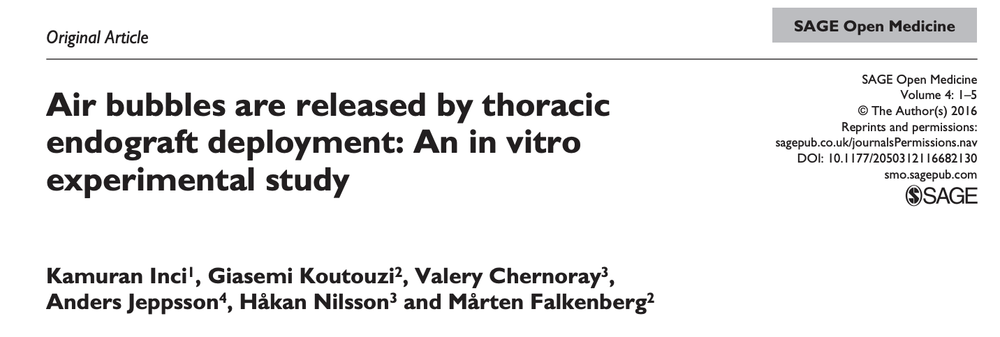 Original Article
SAGE Open Medicine
SAGE Open Medicine
Volume 4: 1–5
© The Author(s) 2016
Reprints and permissions:
sagepub.co.uk/journalsPermissions.nav
DOI: 10.1177/2050312116682130
smo.sagepub.com
SAGE
Air bubbles are released by thoracic
endograft deployment: An in vitro
experimental study
Kamuran Inci1, Giasemi Koutouzi2, Valery Chernoray3,
Anders Jeppsson4, Håkan Nilsson3 and Mårten Falkenberg2